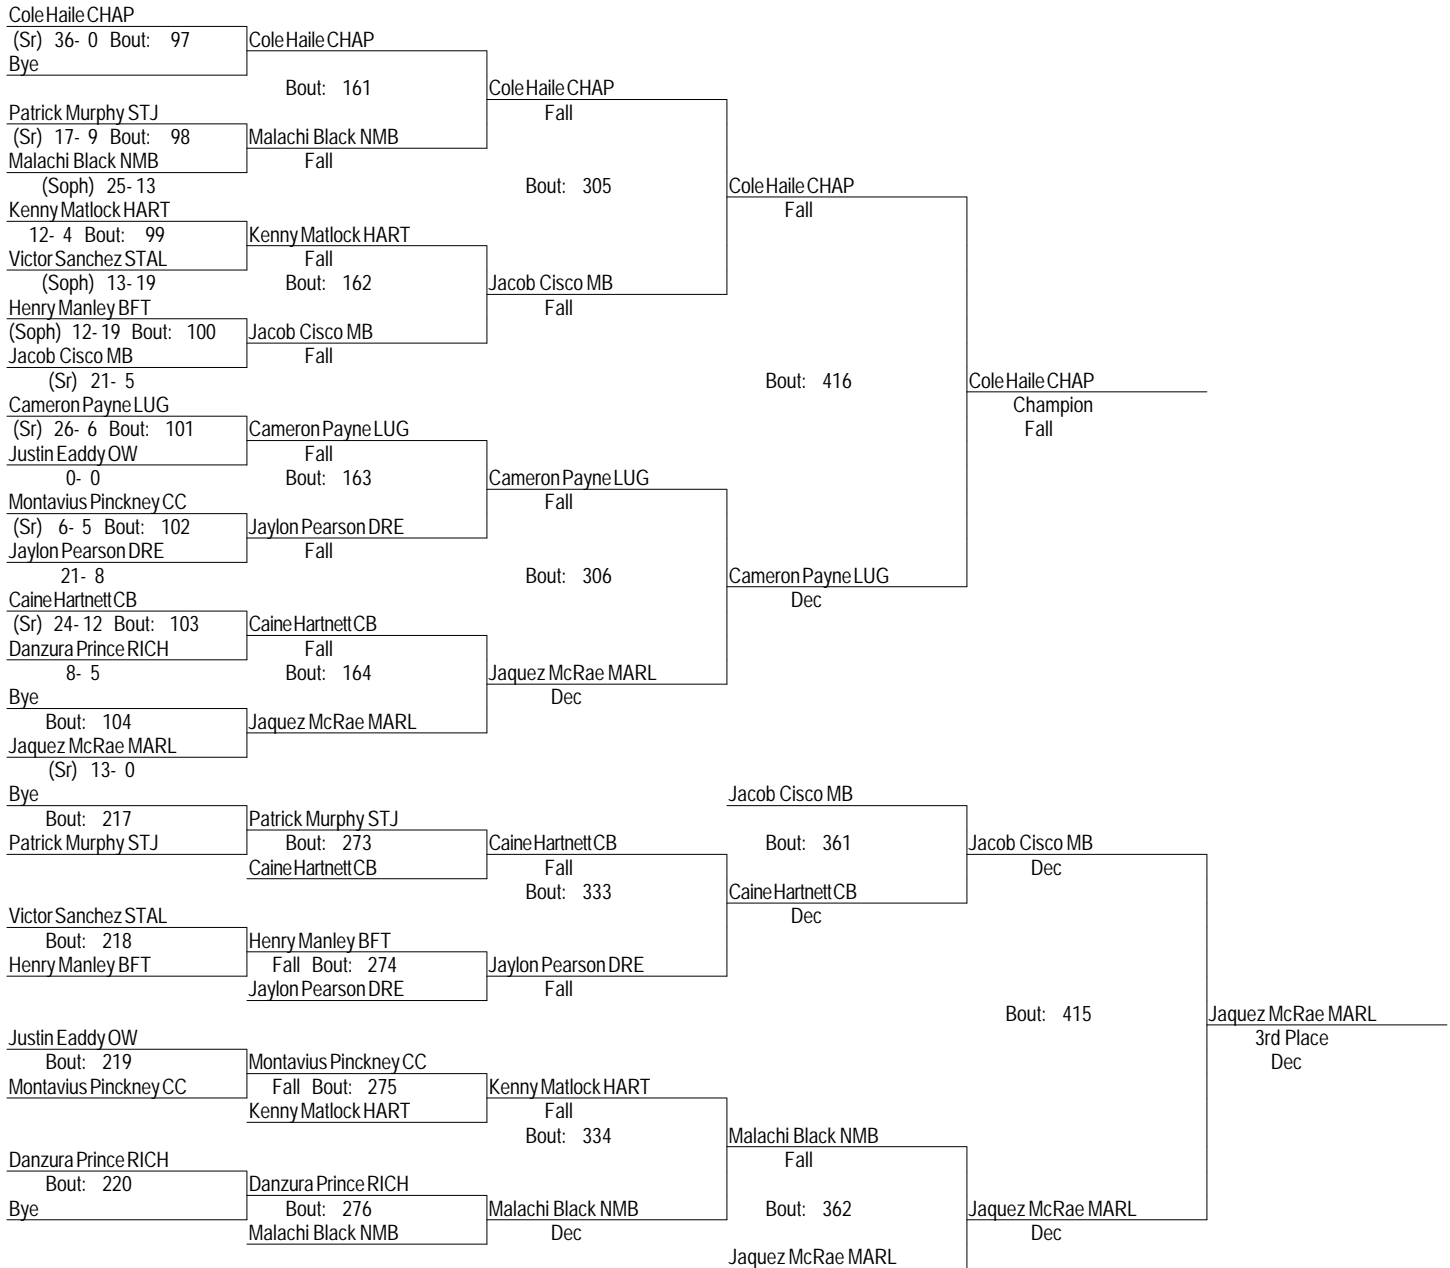 Cole Haile CHAP
(Sr) 36- 0 Bout: 97
Cole Haile CHAP
Bye
Bout: 161
Cole Haile CHAP
Fall
Patrick Murphy STJ
(Sr) 17- 9 Bout: 98
Malachi Black NMB
Malachi Black NMB
Fall
(Soph) 25- 13
Bout: 305
Cole Haile CHAP
Fall
Kenny Matlock HART
12- 4 Bout: 99
Kenny Matlock HART
Victor Sanchez STAL
Fall
(Soph) 13- 19
Bout: 162
Jacob Cisco MB
Fall
Henry Manley BFT
(Soph) 12- 19 Bout: 100
Jacob Cisco MB
Jacob Cisco MB
Fall
(Sr) 21- 5
Bout: 416
Cole Haile CHAP
Champion
Fall
Cameron Payne LUG
(Sr) 26- 6 Bout: 101
Cameron Payne LUG
Justin Eaddy OW
Fall
0- 0
Bout: 163
Cameron Payne LUG
Fall
Montavius Pinckney CC
(Sr) 6- 5 Bout: 102
Jaylon Pearson DRE
Jaylon Pearson DRE
Fall
21- 8
Bout: 306
Cameron Payne LUG
Dec
Caine Hartnett CB
(Sr) 24- 12 Bout: 103
Caine Hartnett CB
Danzura Prince RICH
Fall
8- 5
Bout: 164
Jaquez McRae MARL
Dec
Bye
Bout: 104
Jaquez McRae MARL
Jaquez McRae MARL
(Sr) 13- 0
Bye
Bout: 217
Patrick Murphy STJ
Patrick Murphy STJ
Bout: 273
Caine Hartnett CB
Caine Hartnett CB
Fall
Bout: 333
Jacob Cisco MB
Bout: 361
Jacob Cisco MB
Dec
Caine Hartnett CB
Dec
Victor Sanchez STAL
Bout: 218
Henry Manley BFT
Henry Manley BFT
Fall Bout: 274
Jaylon Pearson DRE
Jaylon Pearson DRE
Fall
Bout: 415
Jaquez McRae MARL
3rd Place
Dec
Justin Eaddy OW
Bout: 219
Montavius Pinckney CC
Montavius Pinckney CC
Fall Bout: 275
Kenny Matlock HART
Kenny Matlock HART
Fall
Bout: 334
Malachi Black NMB
Fall
Danzura Prince RICH
Bout: 220
Danzura Prince RICH
Bye
Bout: 276
Malachi Black NMB
Malachi Black NMB
Dec
Bout: 362
Jaquez McRae MARL
Dec
Jaquez McRae MARL